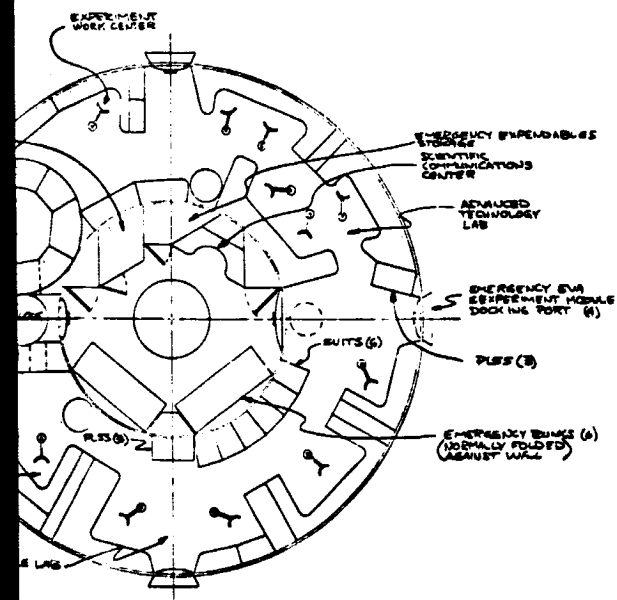 EXPERIMENT
WORK CENTER
EMERGENCY EXPENDABLES
STORAGE
SCIENTIFIC
COMMUNICATIONS
CENTER
ADVANCED
TECHNOLOGY
LAB
EMERGENCY EVA
& EXPERIMENT MODULE
DOCKING PORT (4)
SUITS (6)
PLSS (3)
PLSS (3)
EMERGENCY BUNKS (6)
(NORMALLY FOLDED
AGAINST WALL)
E LAB